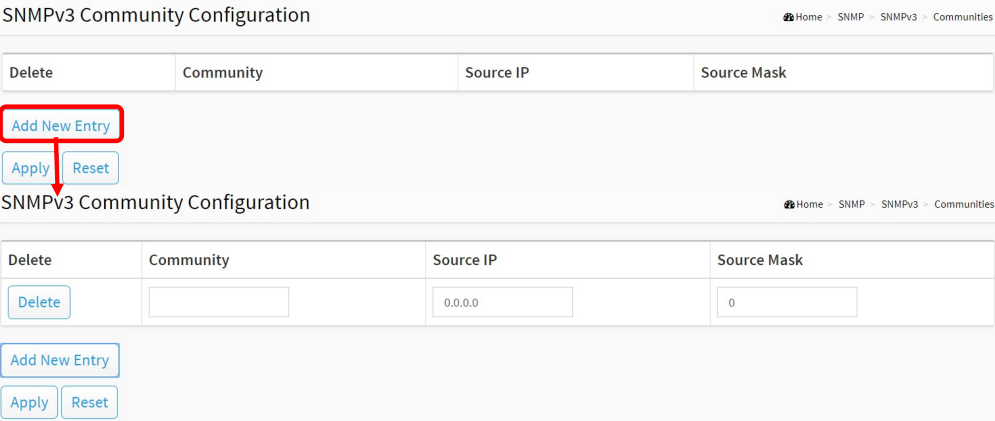 SNMPv3 Community Configuration
Home > SNMP > SNMPv3 > Communities
Delete Community Source IP Source Mask
Add New Entry
Apply Reset
SNMPv3 Community Configuration
Home > SNMP > SNMPv3 > Communities
Delete Community Source IP Source Mask
Delete 0.0.0.0 0
Add New Entry
Apply Reset